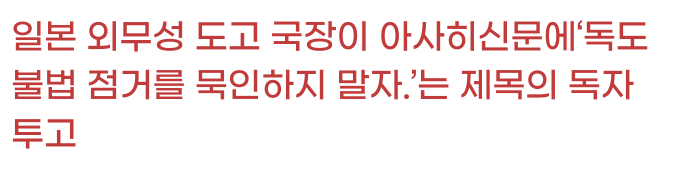 일본 외무성 도고 국장이 아사히신문에‘독도
불법 점거를 묵인하지 말자.’는 제목의 독자
투고